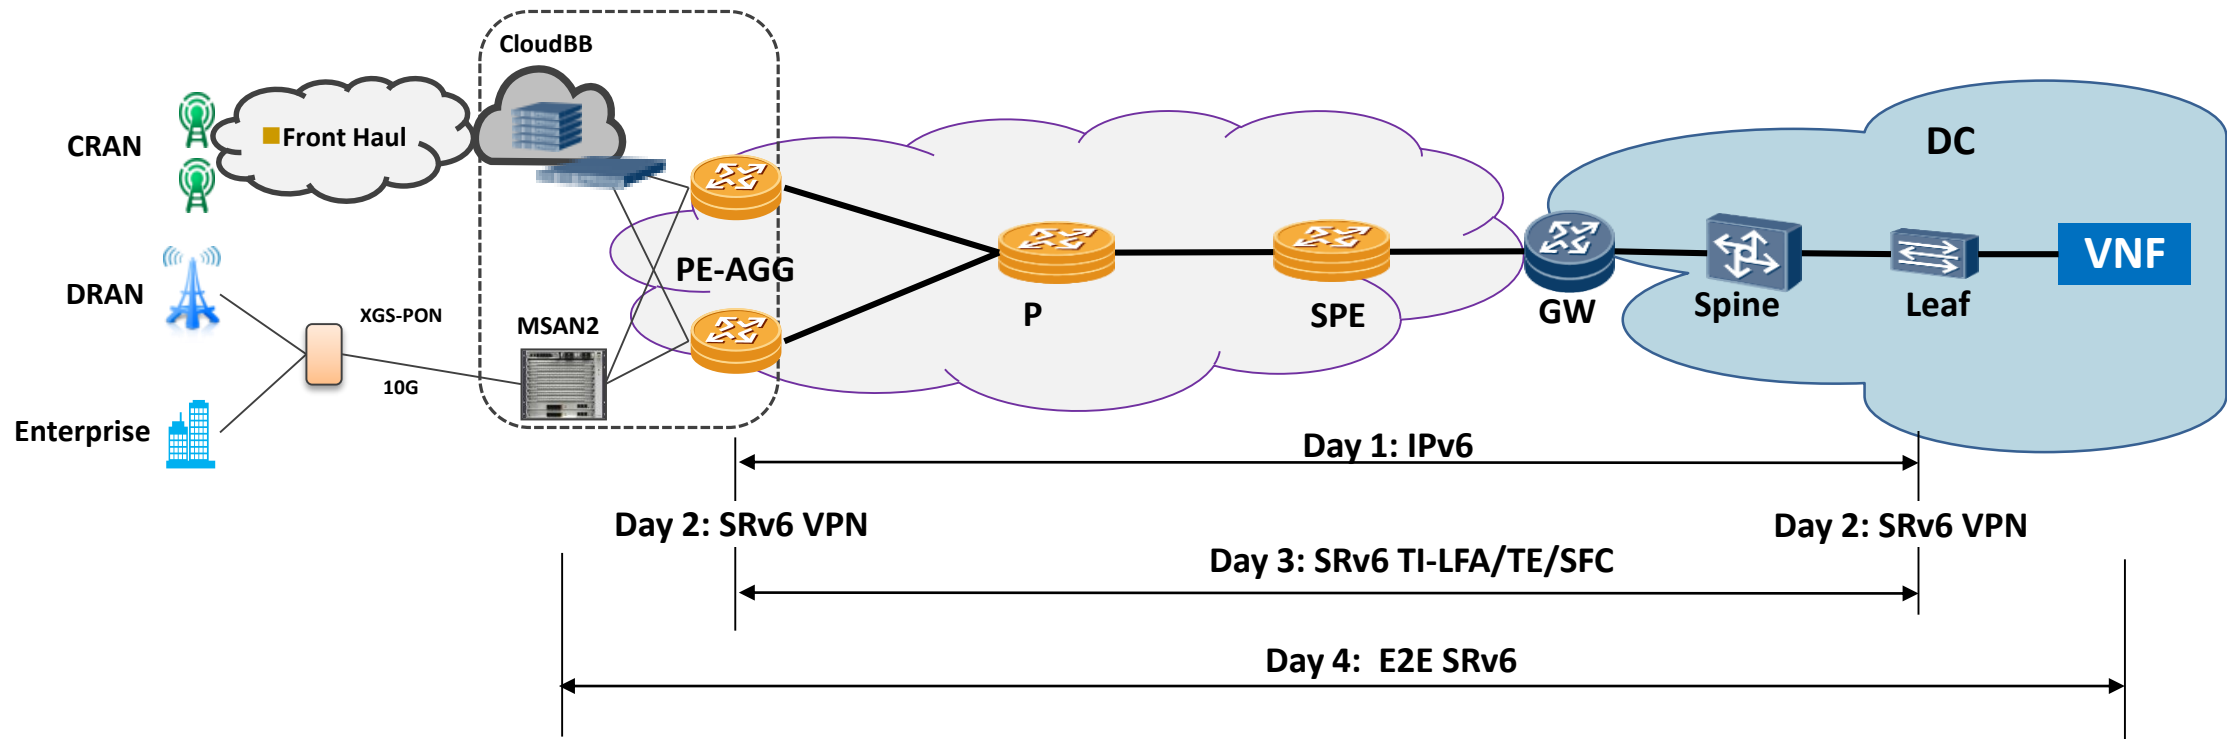 CloudBB
CRAN
Front Haul
DC
DRAN
PE-AGG
XGS-PON
MSAN2
10G
P
SPE
GW
Spine
Leaf
VNF
Enterprise
Day 1: IPv6
Day 2: SRv6 VPN
Day 2: SRv6 VPN
Day 3: SRv6 TI-LFA/TE/SFC
Day 4: E2E SRv6